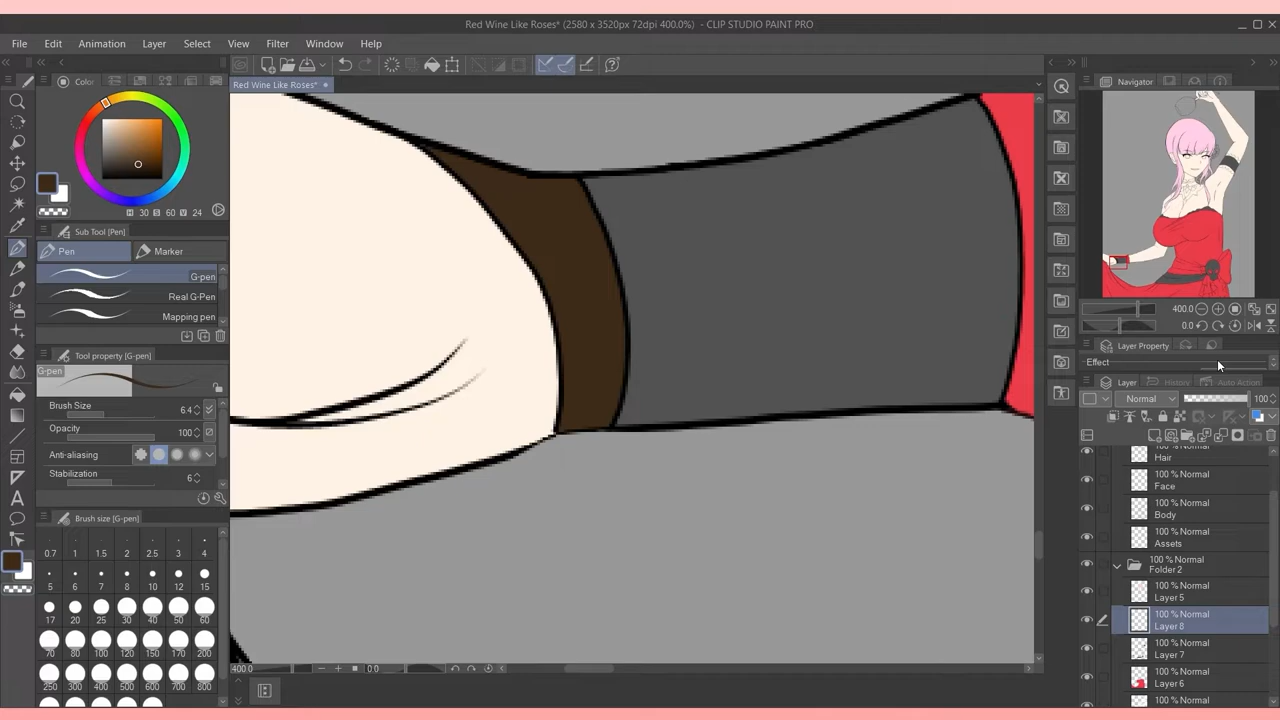 Red Wine Like Roses* (2580 x 3520px 72dpi 400.0%) - CLIP STUDIO PAINT PRO
File Edit Animation Layer Select View Filter Window Help
Color
Red Wine Like Roses*
Navigator
H 30 S 60 V 24
Sub Tool [Pen]
Pen Marker
G-pen
Real G-Pen
Mapping pen
400.0
0.0
Tool property [G-pen]
Layer Property
G-pen
Effect
Layer History Auto Action
Brush Size 6.4
Normal 100
Opacity 100
Anti-aliasing
Stabilization 6
100 % Normal
Hair
100 % Normal
Face
100 % Normal
Body
Brush size [G-pen]
100 % Normal
Assets
0.7 1 1.5 2 2.5 3 4
100 % Normal
Folder 2
5 6 7 8 10 12 15
100 % Normal
Layer 5
17 20 25 30 40 50 60
100 % Normal
Layer 8
70 80 100 120 150 170 200
100 % Normal
Layer 7
250 300 400 500 600 700 800
100 % Normal
Layer 6
100 % Normal
400.0 0.0